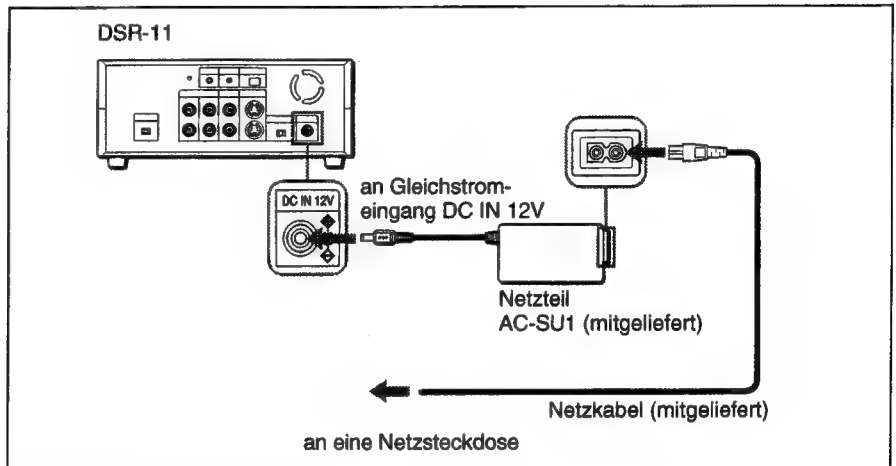 DSR-11
DC IN 12V
an Gleichstrom-
eingang DC IN 12V
Netzteil
AC-SU1 (mitgeliefert)
Netzkabel (mitgeliefert)
an eine Netzsteckdose